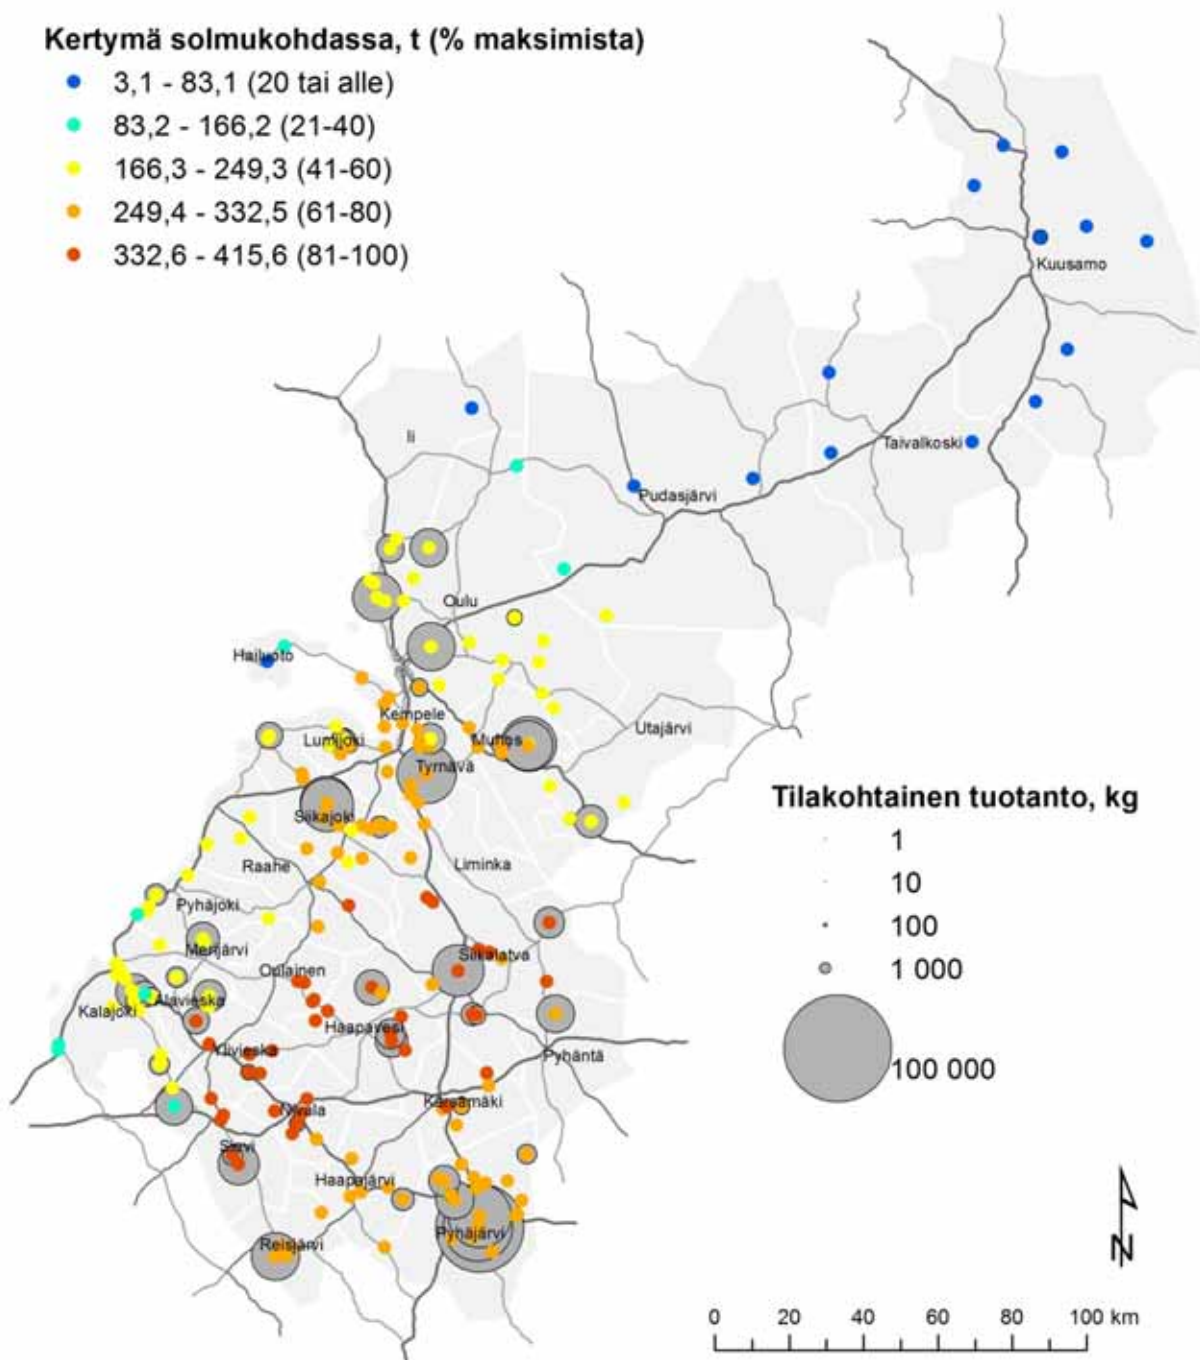 Kertymä solmukohdassa, t (% maksimista)
3,1 - 83,1 (20 tai alle)
83,2 - 166,2 (21-40)
166,3 - 249,3 (41-60)
249,4 - 332,5 (61-80)
332,6 - 415,6 (81-100)
Kuusamo
Ii
Taivalkoski
Pudasjärvi
Oulu
Hailuoto
Kempele
Lumijoki
Muhos
Utajärvi
Tyrnävä
Tilakohtainen tuotanto, kg
1
10
100
1 000
100 000
Siikajoki
Raahe
Liminka
Pyhäjoki
Merijärvi
Oulainen
Siikalatva
Kalajoki
Alavieska
Haapavesi
Ylivieska
Pyhäntä
Kärsämäki
Nivala
Sievi
Haapajärvi
Pyhäjärvi
Reisjärvi
N
0 20 40 60 80 100 km